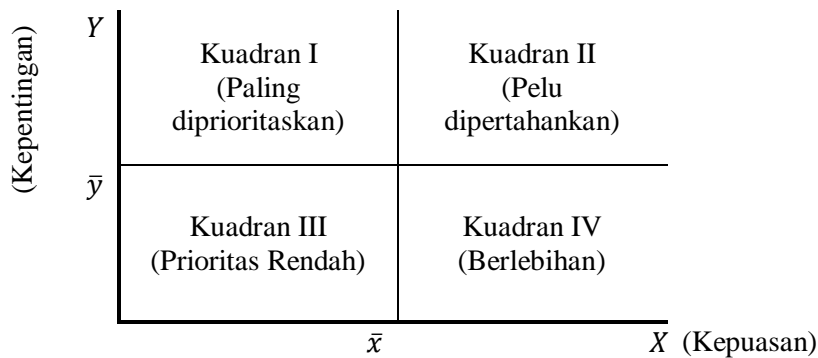 Y
(Kepentingan)
Kuadran I
(Paling
diprioritaskan)
Kuadran II
(Pelu
dipertahankan)
y̅
Kuadran III
(Prioritas Rendah)
Kuadran IV
(Berlebihan)
x̅
X (Kepuasan)